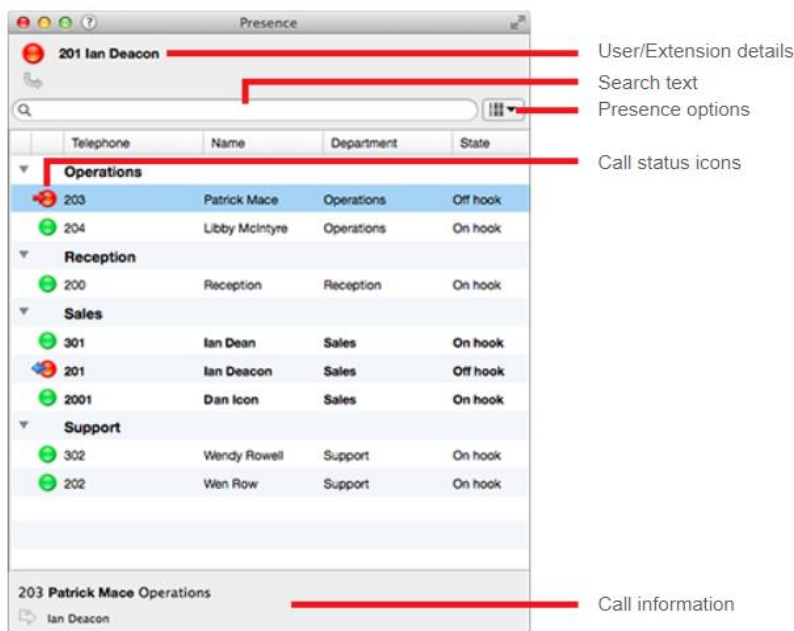 Presence
201 Ian Deacon
User/Extension details
Search text
Presence options
Telephone Name Department State
Call status icons
Operations
203 Patrick Mace Operations Off hook
204 Libby McIntyre Operations On hook
Reception
200 Reception Reception On hook
Sales
301 Ian Dean Sales On hook
201 Ian Deacon Sales Off hook
2001 Dan Icon Sales On hook
Support
302 Wendy Rowell Support On hook
202 Wen Row Support On hook
203 Patrick Mace Operations
Call information
Ian Deacon